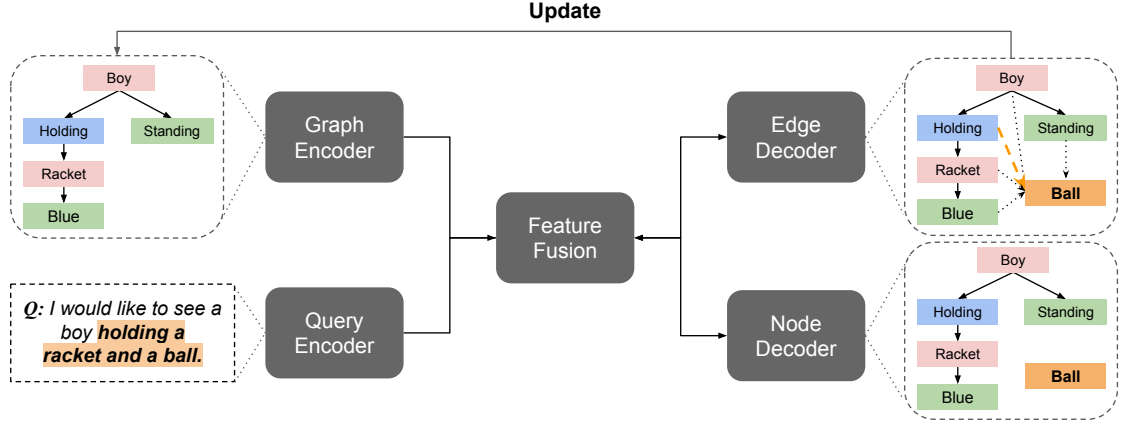 Update
Boy
Holding
Standing
Racket
Blue
Graph
Encoder
Q: I would like to see a
boy holding a
racket and a ball.
Query
Encoder
Feature
Fusion
Edge
Decoder
Boy
Holding
Standing
Racket
Ball
Blue
Node
Decoder
Boy
Holding
Standing
Racket
Ball
Blue